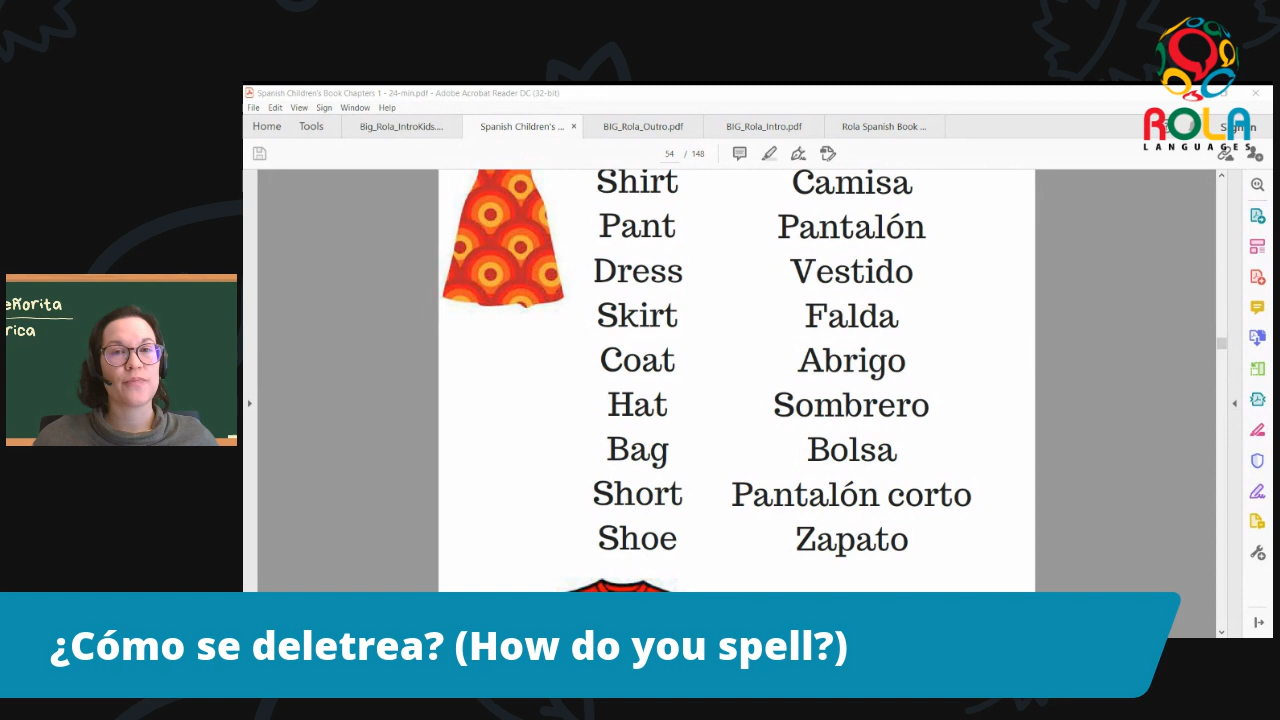 ROLA
LANGUAGES
Spanish Children's Book Chapters 1 - 24-min.pdf - Adobe Acrobat Reader DC (32-bit)
File Edit View Sign Window Help
Home Tools Big_Rola_IntroKids.... Spanish Children's ... × BIG_Rola_Outro.pdf BIG_Rola_Intro.pdf Rola Spanish Book ...
54 / 148
Shirt Camisa
Pant Pantalón
Dress Vestido
Skirt Falda
Coat Abrigo
Hat Sombrero
Bag Bolsa
Short Pantalón corto
Shoe Zapato
eñorita
rica
¿Cómo se deletrea? (How do you spell?)